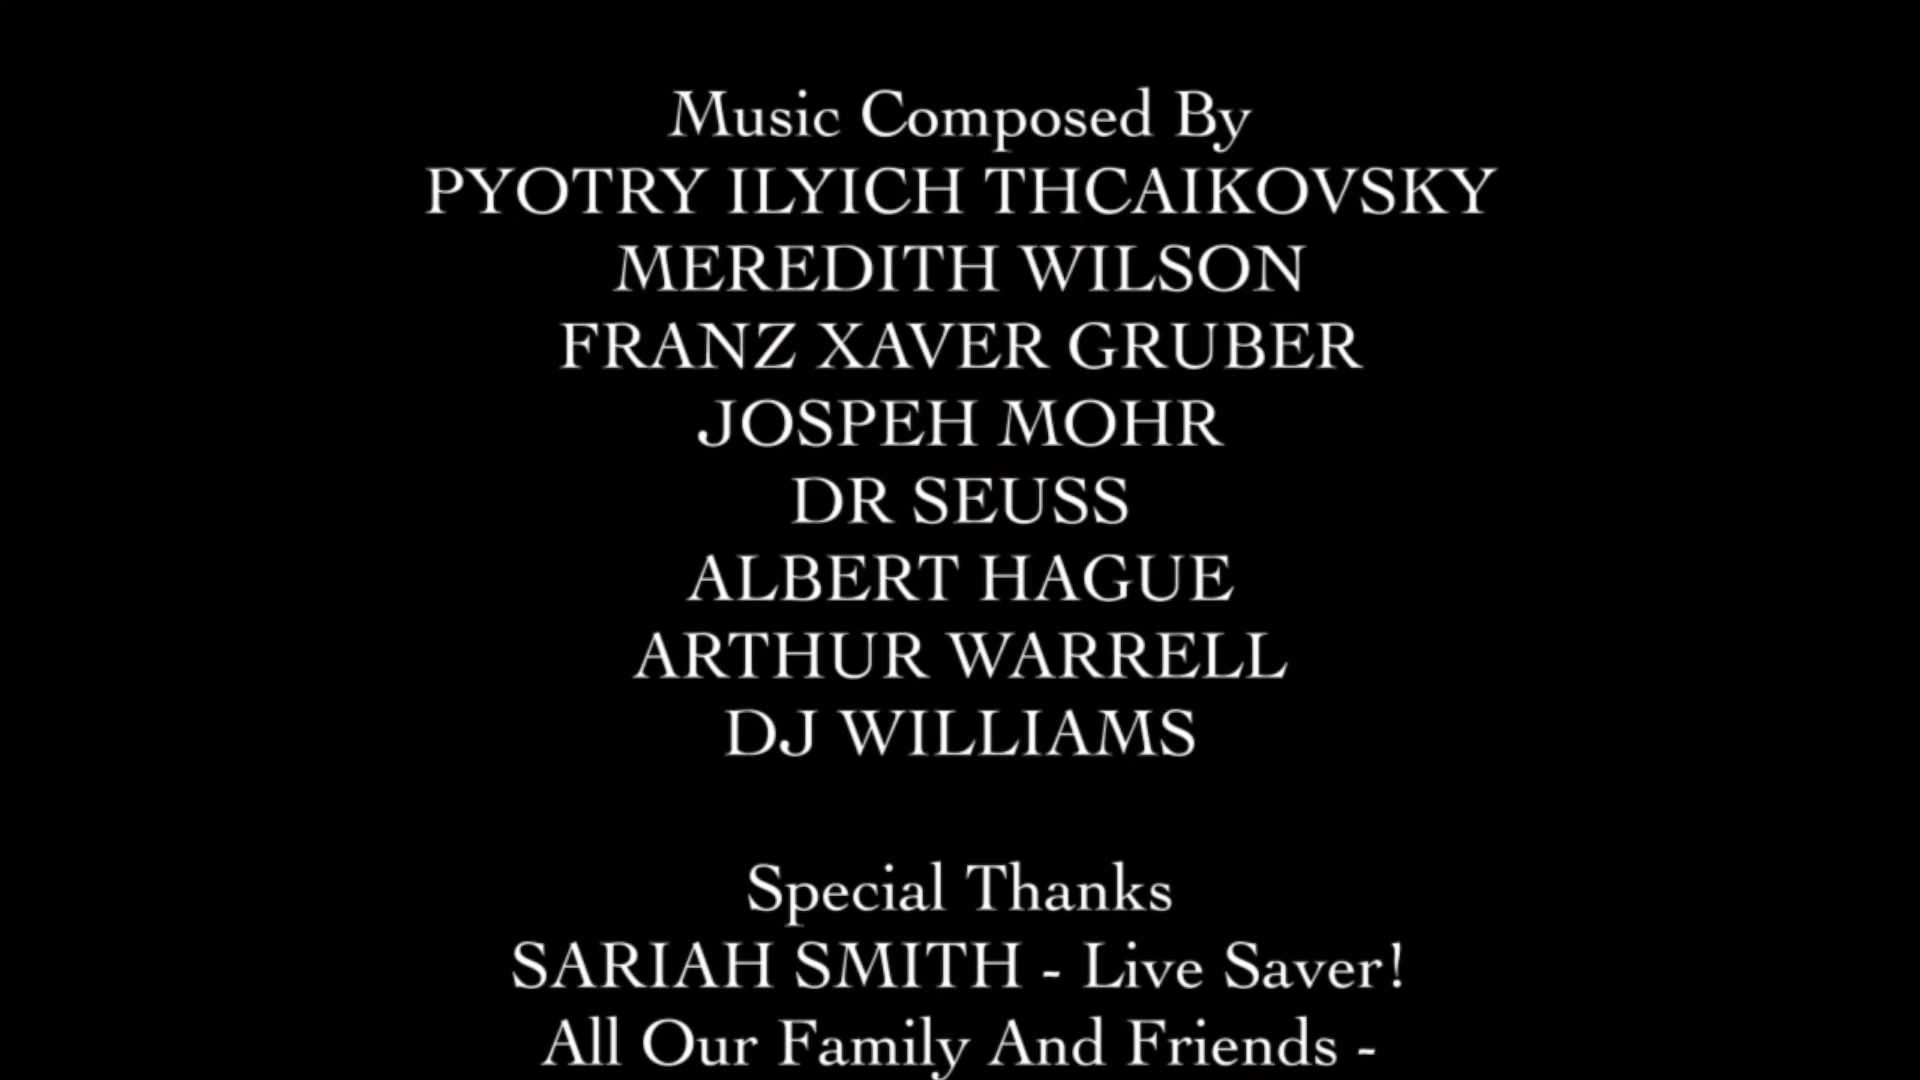 Music Composed By
PYOTRY ILYICH THCAIKOVSKY
MEREDITH WILSON
FRANZ XAVER GRUBER
JOSPEH MOHR
DR SEUSS
ALBERT HAGUE
ARTHUR WARRELL
DJ WILLIAMS
Special Thanks
SARIAH SMITH - Live Saver!
All Our Family And Friends -